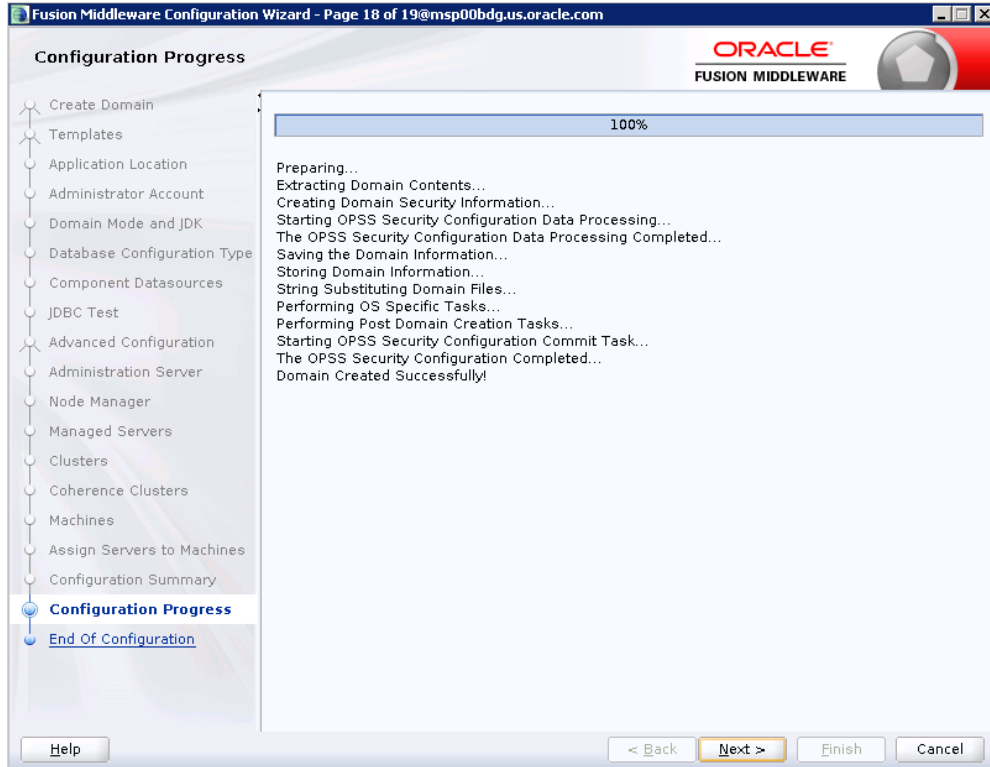 Fusion Middleware Configuration Wizard - Page 18 of 19@msp00bdg.us.oracle.com
Configuration Progress
ORACLE
FUSION MIDDLEWARE
Create Domain
Templates
Application Location
Administrator Account
Domain Mode and JDK
Database Configuration Type
Component Datasources
JDBC Test
Advanced Configuration
Administration Server
Node Manager
Managed Servers
Clusters
Coherence Clusters
Machines
Assign Servers to Machines
Configuration Summary
Configuration Progress
End Of Configuration
100%
Preparing...
Extracting Domain Contents...
Creating Domain Security Information...
Starting OPSS Security Configuration Data Processing...
The OPSS Security Configuration Data Processing Completed...
Saving the Domain Information...
Storing Domain Information...
String Substituting Domain Files...
Performing OS Specific Tasks...
Performing Post Domain Creation Tasks...
Starting OPSS Security Configuration Commit Task...
The OPSS Security Configuration Completed...
Domain Created Successfully!
Help
< Back
Next >
Finish
Cancel